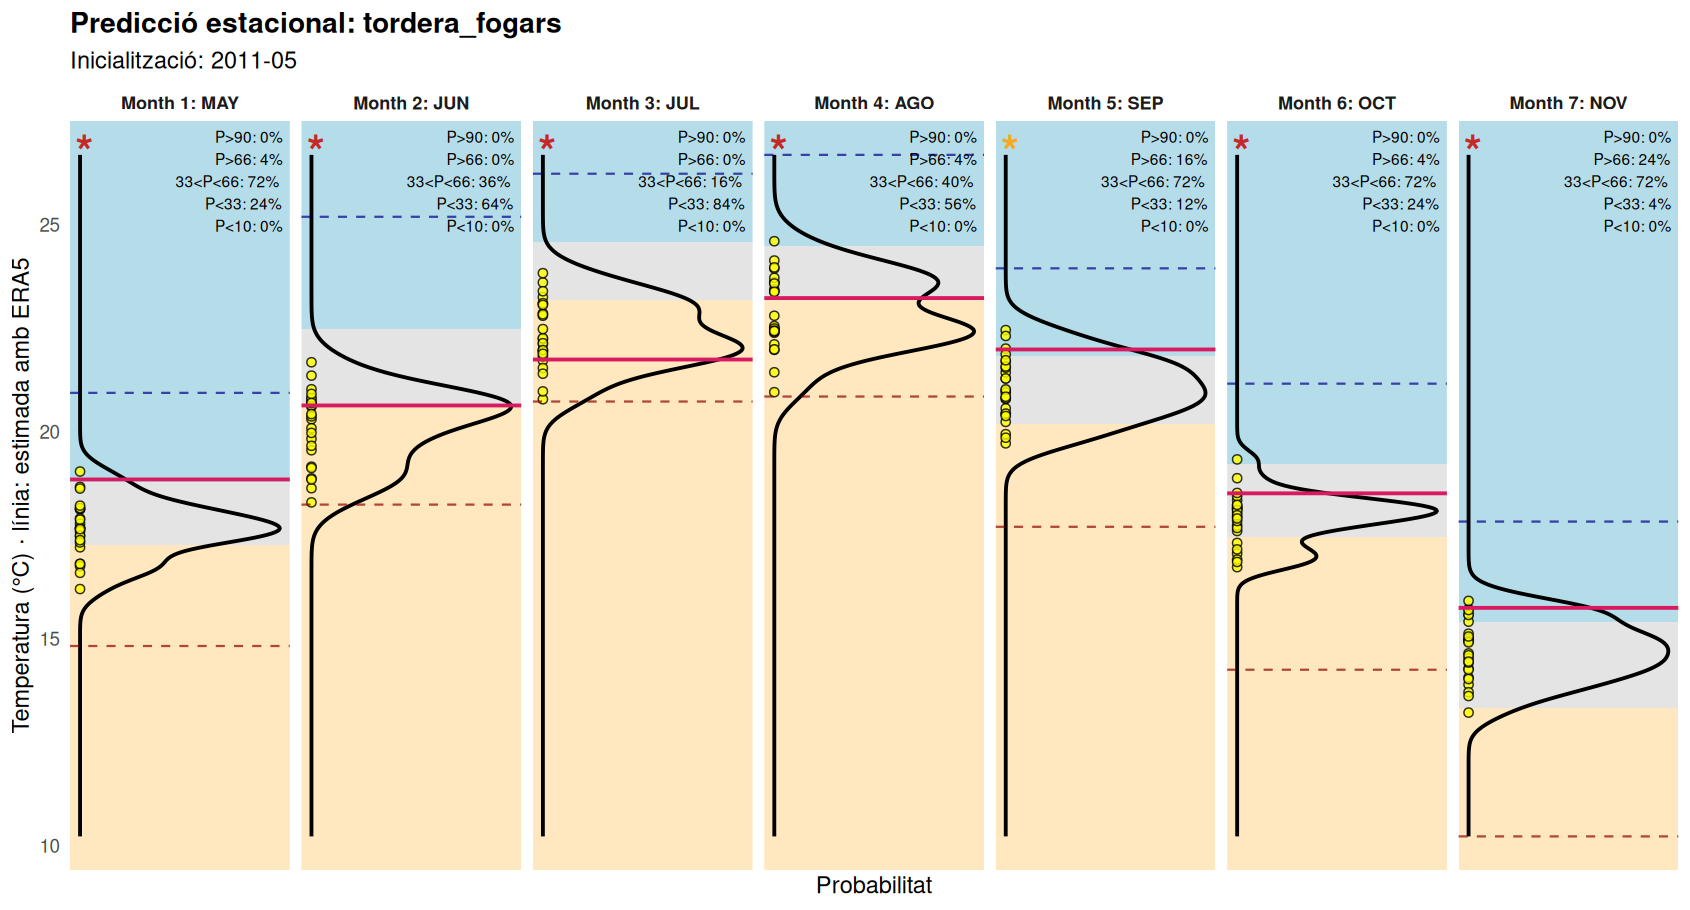 Predicció estacional: tordera_fogars
Inicialització: 2011-05
Month 1: MAY
Month 2: JUN
Month 3: JUL
Month 4: AGO
Month 5: SEP
Month 6: OCT
Month 7: NOV
*
P>90: 0%
P>66: 4%
33<P<66: 72%
P<33: 24%
P<10: 0%
*
P>90: 0%
P>66: 0%
33<P<66: 36%
P<33: 64%
P<10: 0%
*
P>90: 0%
P>66: 0%
33<P<66: 16%
P<33: 84%
P<10: 0%
*
P>90: 0%
P>66: 4%
33<P<66: 40%
P<33: 56%
P<10: 0%
*
P>90: 0%
P>66: 16%
33<P<66: 72%
P<33: 12%
P<10: 0%
*
P>90: 0%
P>66: 4%
33<P<66: 72%
P<33: 24%
P<10: 0%
*
P>90: 0%
P>66: 24%
33<P<66: 72%
P<33: 4%
P<10: 0%
25
20
15
10
Temperatura (°C) · línia: estimada amb ERA5
Probabilitat